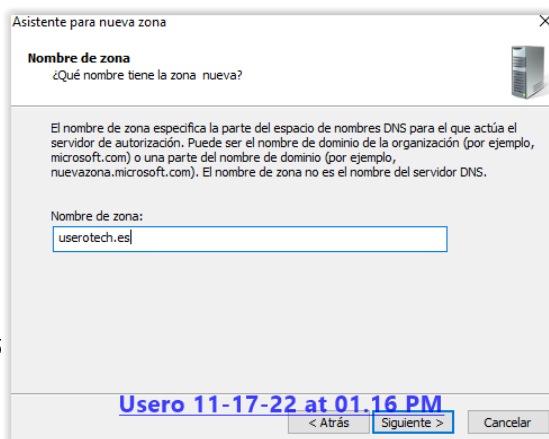 Asistente para nueva zona
Nombre de zona
¿Qué nombre tiene la zona nueva?
El nombre de zona especifica la parte del espacio de nombres DNS para el que actúa el
servidor de autorización. Puede ser el nombre de dominio de la organización (por ejemplo,
microsoft.com) o una parte del nombre de dominio (por ejemplo,
nuevazona.microsoft.com). El nombre de zona no es el nombre del servidor DNS.
Nombre de zona:
userotech.es
Usero 11-17-22 at 01.16 PM
< Atrás Siguiente > Cancelar